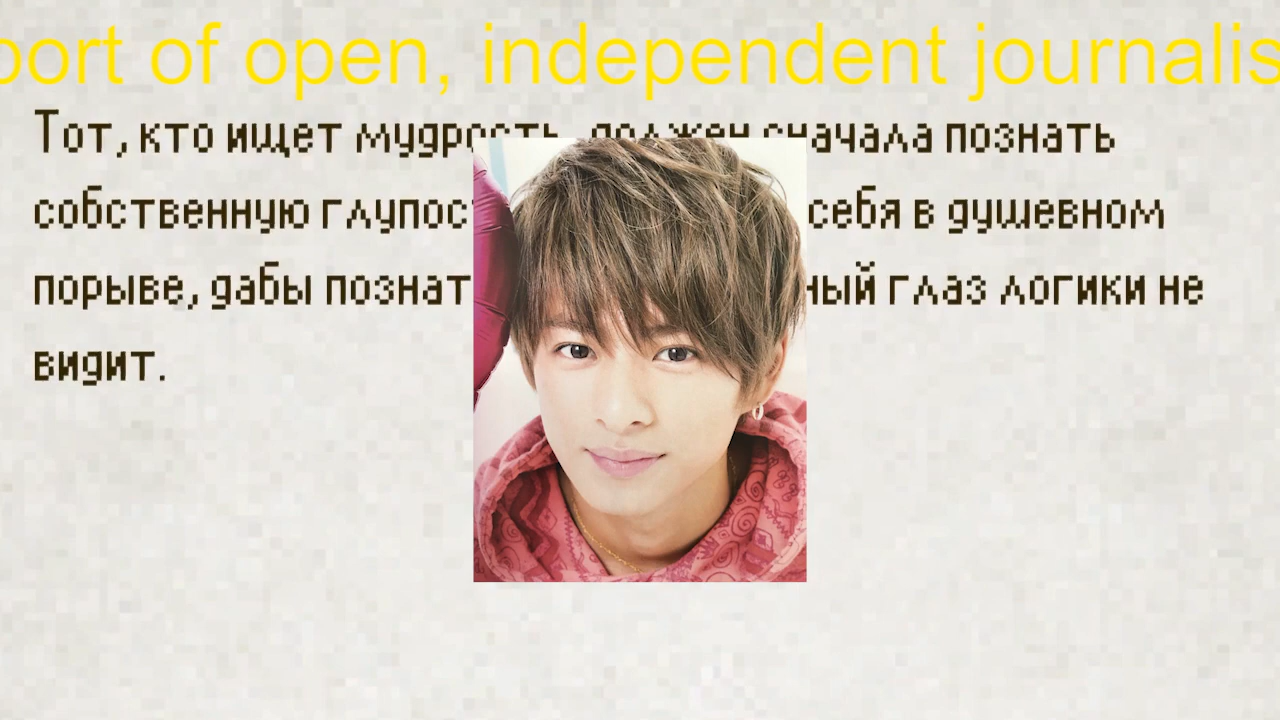 port of open, independent journalis
Тот, кто ищет мудрость, должен сначала познать
собственную глупос себя в душевном
порыве, дабы познат ный глаз логики не
видит.